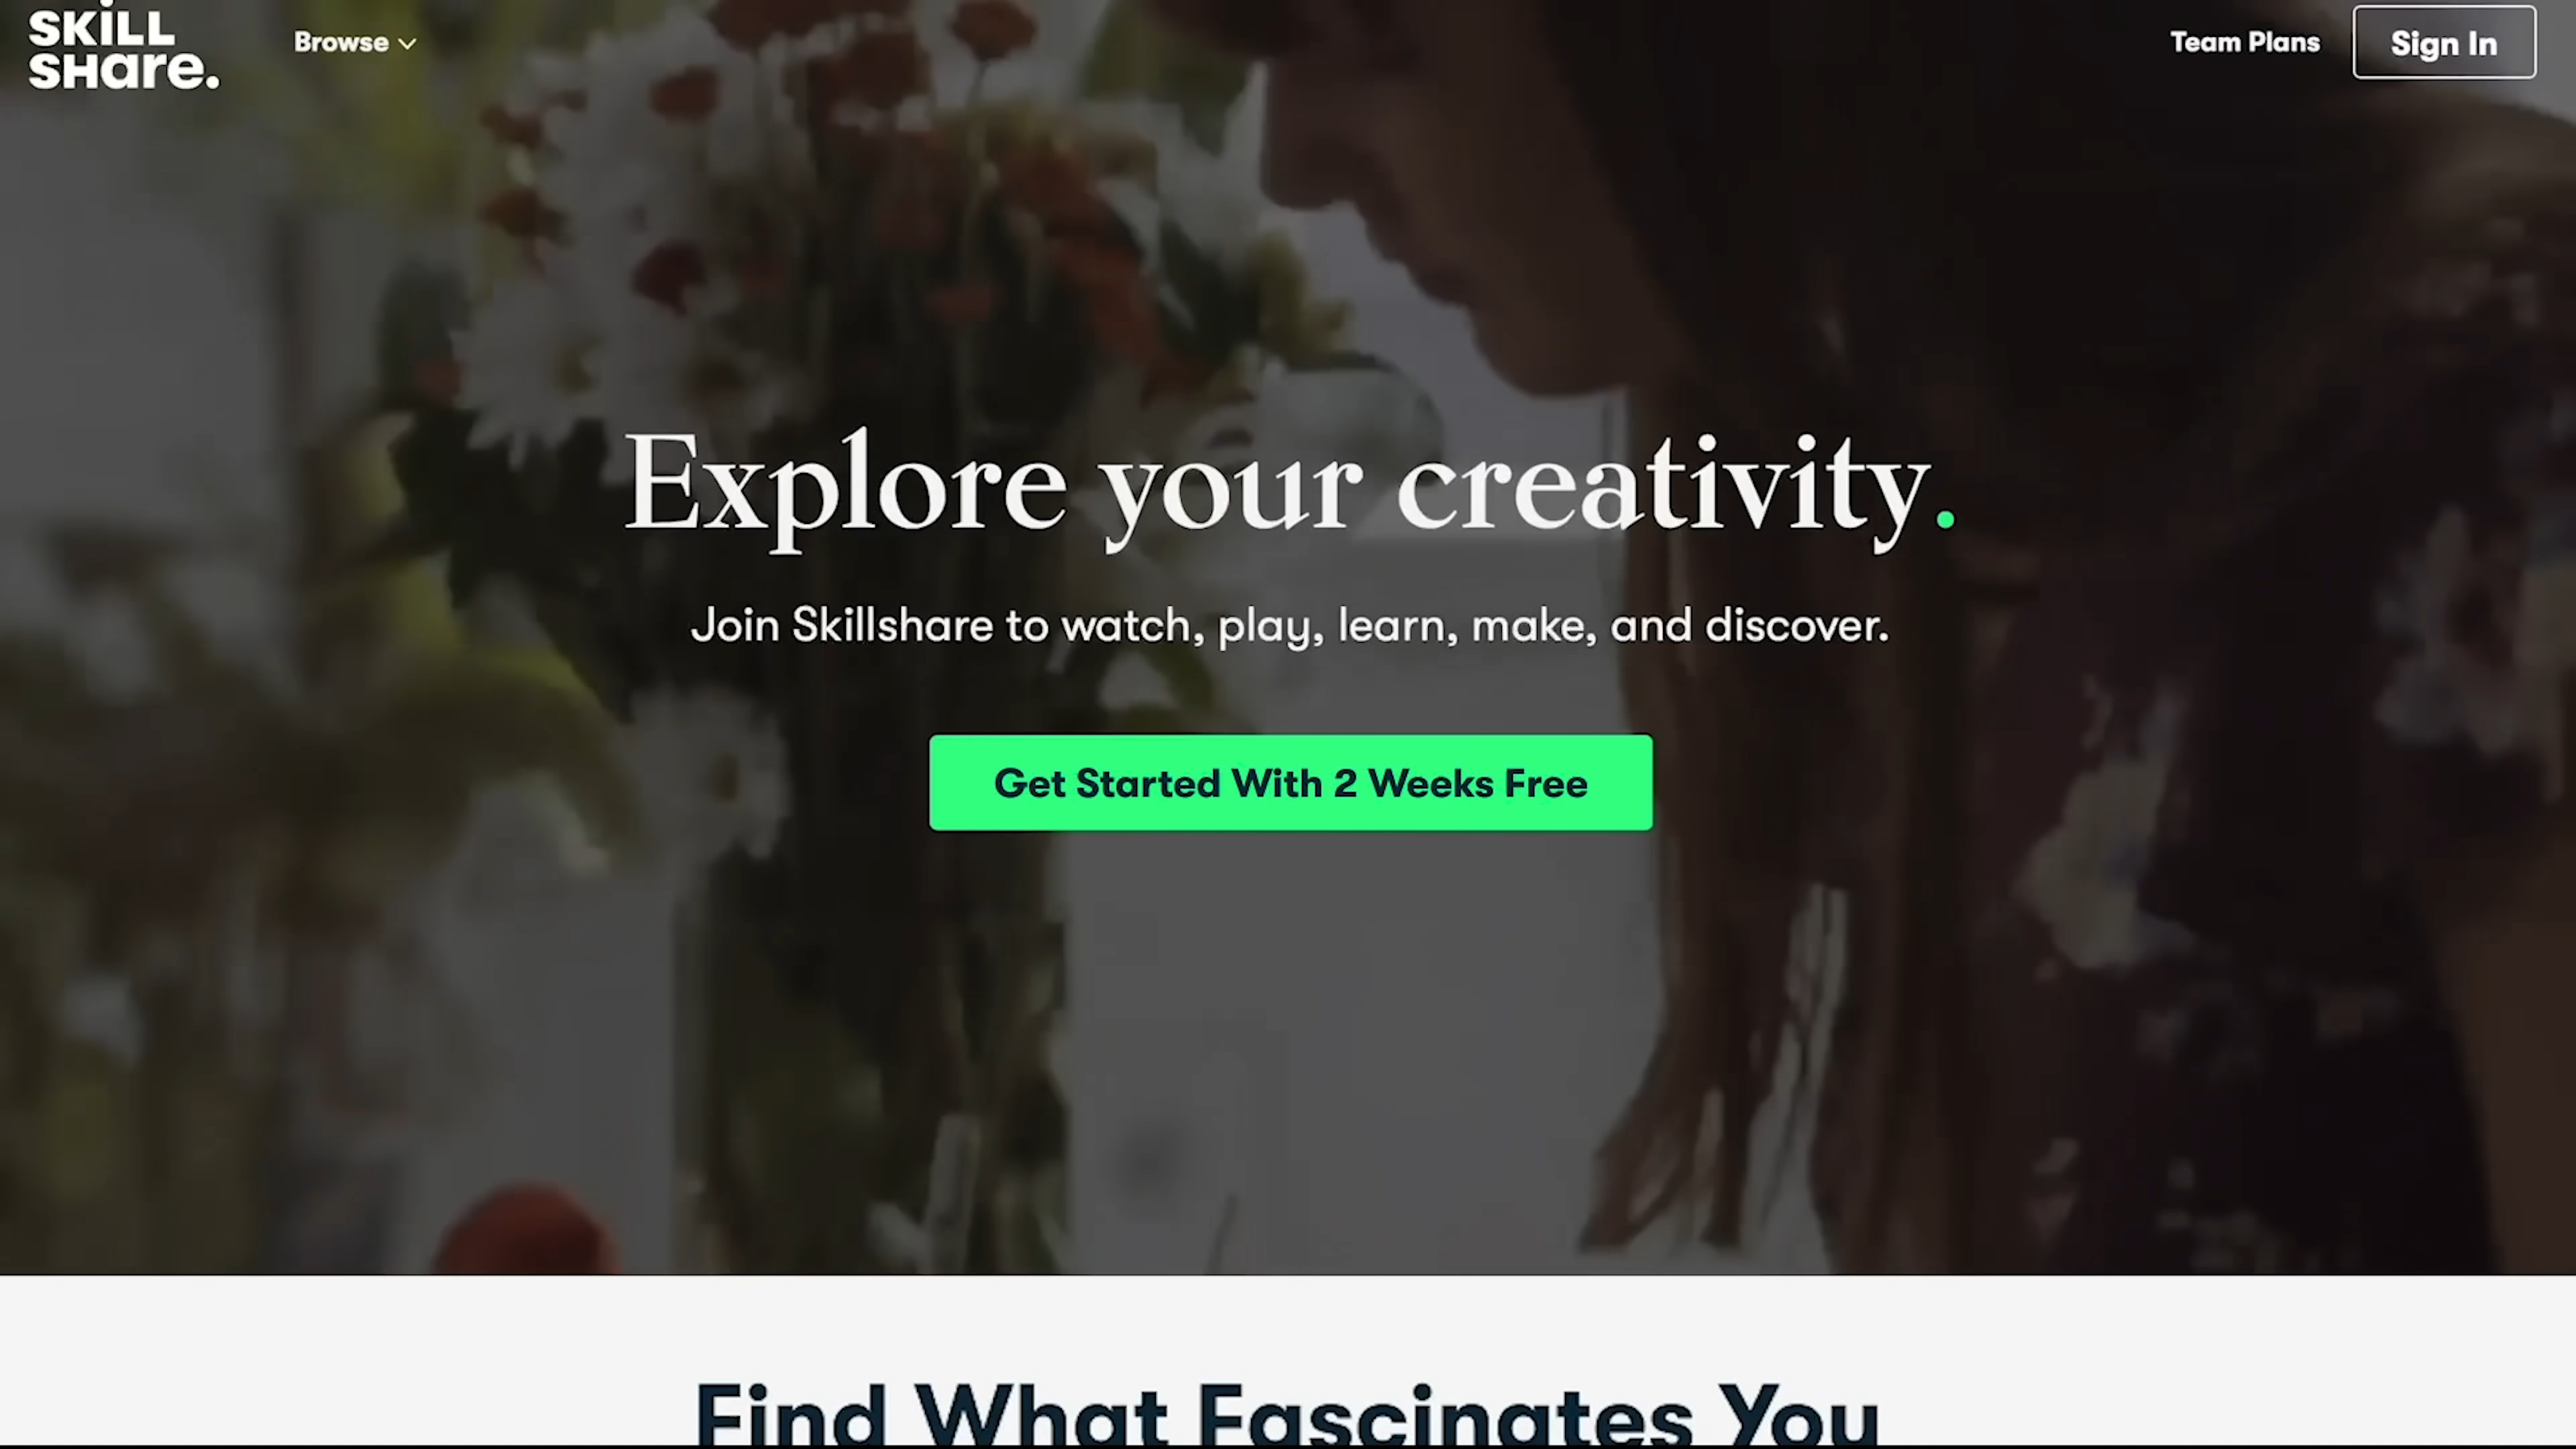 SKiLL
SHare.
Browse
Team Plans
Sign In
Explore your creativity.
Join Skillshare to watch, play, learn, make, and discover.
Get Started With 2 Weeks Free
Find What Fascinates You